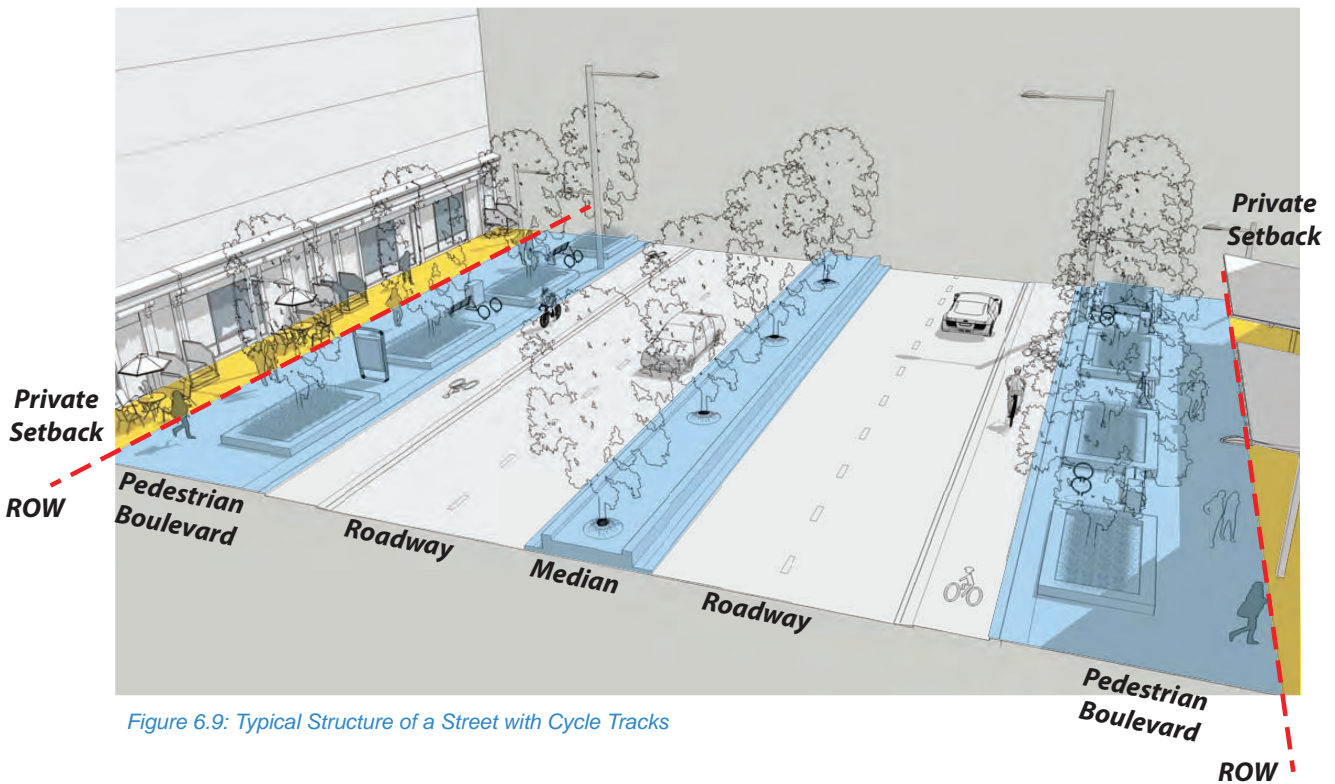 Private
Setback
Private
Setback
ROW
Pedestrian
Boulevard
Roadway
Median
Roadway
Pedestrian
Boulevard
ROW
Figure 6.9: Typical Structure of a Street with Cycle Tracks